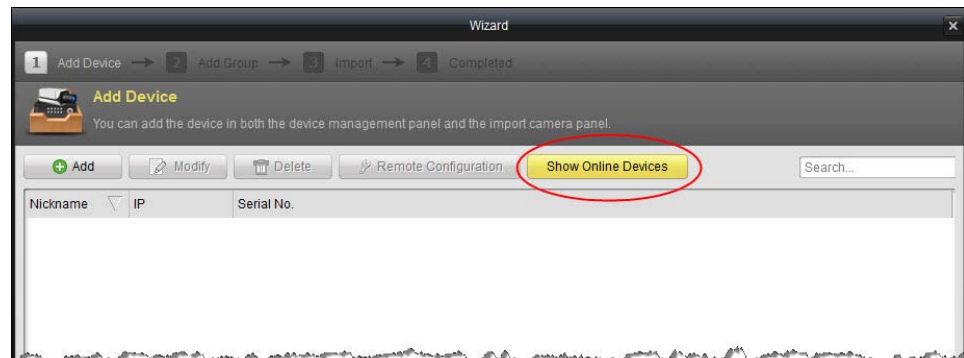 Wizard
1 Add Device → 2 Add Group → 3 Import → 4 Completed
Add Device
You can add the device in both the device management panel and the import camera panel.
Add Modify Delete Remote Configuration Show Online Devices Search...
Nickname IP Serial No.